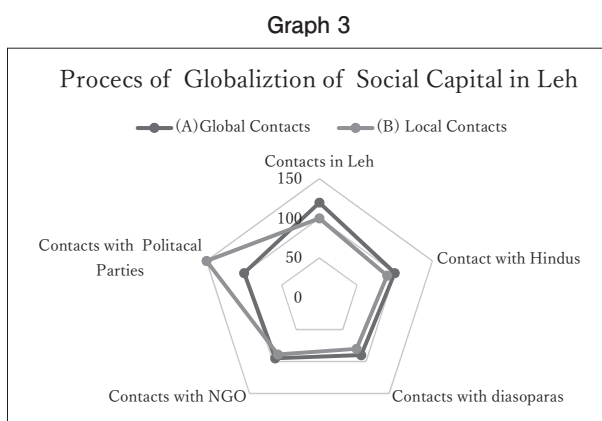 Graph 3
Procecs of Globaliztion of Social Capital in Leh
(A)Global Contacts
(B) Local Contacts
Contacts in Leh
150
100
50
0
Contact with Hindus
Contacts with diasoparas
Contacts with NGO
Contacts with Politacal
Parties